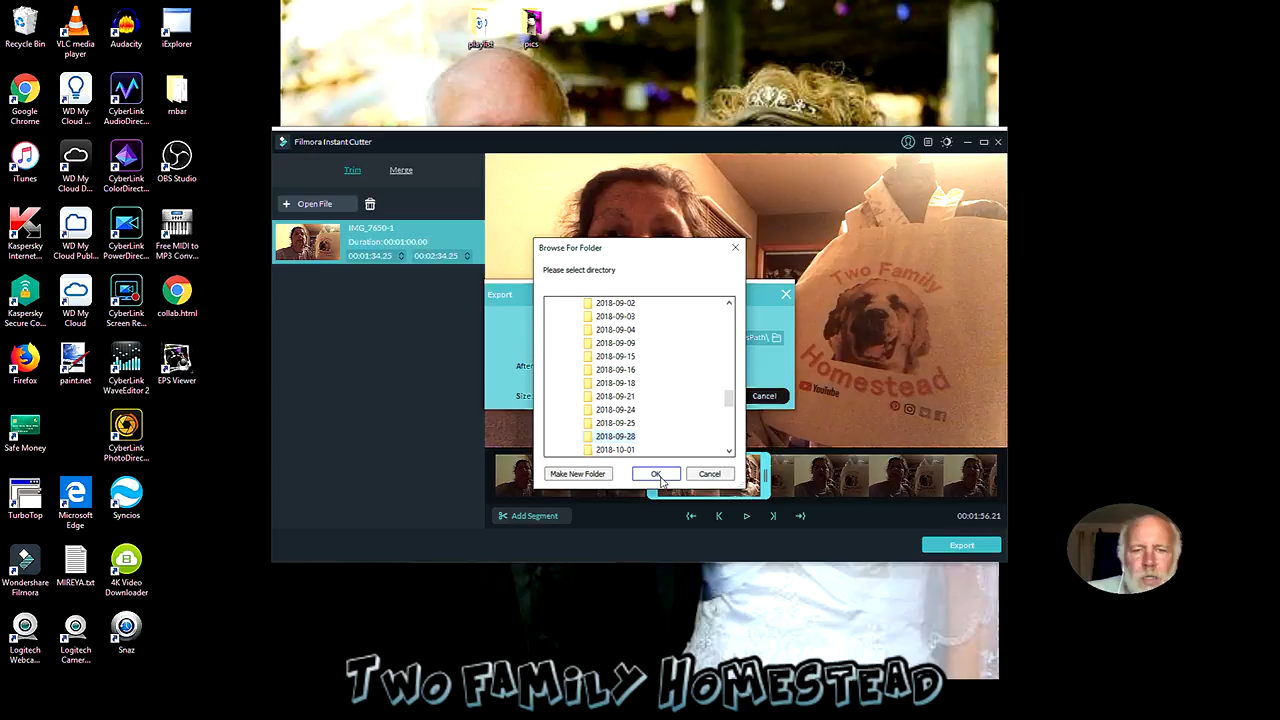 Recycle Bin
VLC media
player
Audacity
iExplorer
Google
Chrome
WD My
Cloud ...
CyberLink
AudioDirec...
mbar
iTunes
WD My
Cloud D...
CyberLink
ColorDirect...
OBS Studio
Kaspersky
Internet...
WD My
Cloud Publ...
CyberLink
PowerDirect...
Free MIDI to
MP3 Conv...
Kaspersky
Secure Co...
WD My
Cloud
CyberLink
Screen Re...
collab.html
Firefox
paint.net
CyberLink
WaveEditor 2
EPS Viewer
Safe Money
CyberLink
PhotoDirec...
TurboTop
Microsoft
Edge
Syncios
Wondershare
Filmora
MIREYA.txt
4K Video
Downloader
Logitech
Webca...
Logitech
Camer...
Snaz
playlist
pics
Filmora Instant Cutter
Trim
Merge
+ Open File
IMG_7650-1
Duration:00:01:00.00
00:01:34.25
00:02:34.25
Export
sPath\
After
Size
Cancel
Browse For Folder
Please select directory
2018-09-02
2018-09-03
2018-09-04
2018-09-09
2018-09-15
2018-09-16
2018-09-18
2018-09-21
2018-09-24
2018-09-25
2018-09-28
2018-10-01
Make New Folder
OK
Cancel
Two Family
Homestead
YouTube
Add Segment
00:01:56.21
Export
Two Family Homestead